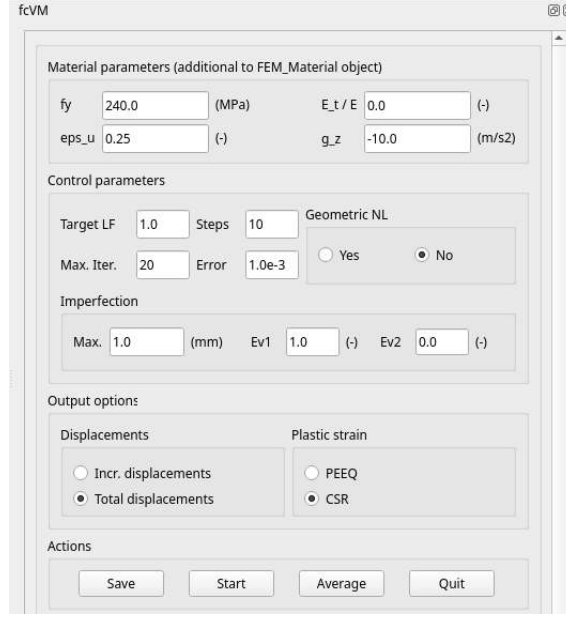 fcVM
Material parameters (additional to FEM_Material object)
fy 240.0 (MPa) E_t / E 0.0 (-)
eps_u 0.25 (-) g_z -10.0 (m/s2)
Control parameters
Target LF 1.0 Steps 10 Geometric NL
Max. Iter. 20 Error 1.0e-3 Yes No
Imperfection
Max. 1.0 (mm) Ev1 1.0 (-) Ev2 0.0 (-)
Output options
Displacements Plastic strain
Incr. displacements PEEQ
Total displacements CSR
Actions
Save Start Average Quit